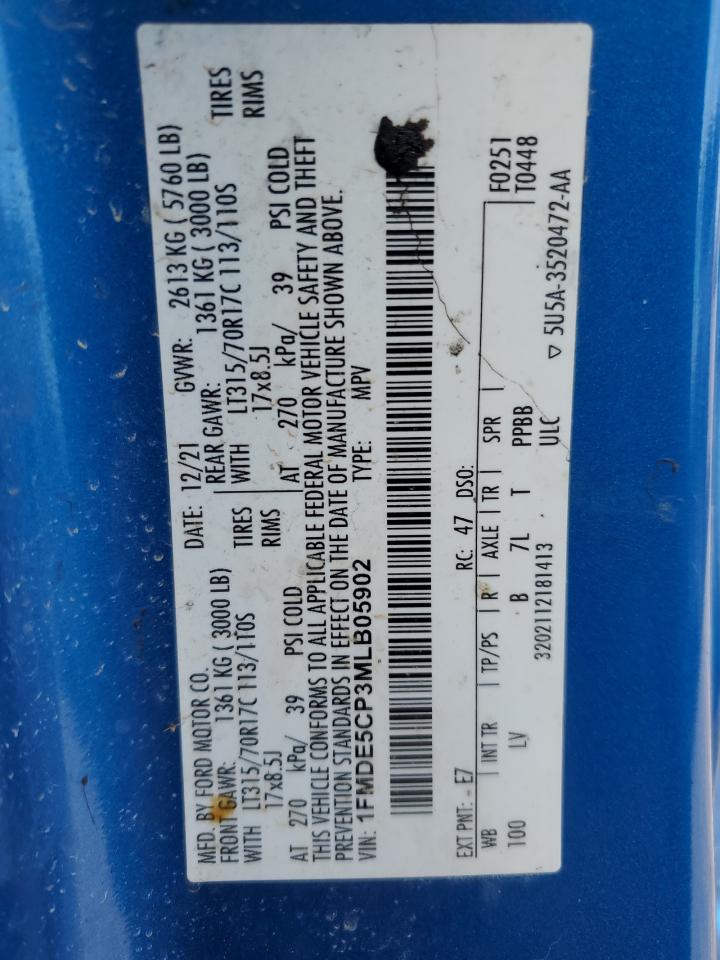 MFD. BY FORD MOTOR CO.
DATE: 12/21 GVWR: 2613 KG ( 5760 LB)
FRONT GAWR: 1361 KG ( 3000 LB) REAR GAWR: 1361 KG ( 3000 LB)
WITH LT315/70R17C 113/110S TIRES WITH LT315/70R17C 113/110S TIRES
17x8.5J RIMS 17x8.5J RIMS
AT 270 kPa/ 39 PSI COLD AT 270 kPa/ 39 PSI COLD
THIS VEHICLE CONFORMS TO ALL APPLICABLE FEDERAL MOTOR VEHICLE SAFETY AND THEFT
PREVENTION STANDARDS IN EFFECT ON THE DATE OF MANUFACTURE SHOWN ABOVE.
VIN: 1FMDE5CP3MLB05902 TYPE: MPV
EXT PNT: E7 RC: 47 DSO: F0251
WB INT TR TP/PS R AXLE TR SPR T0448
100 LV B 7L T PPBB
3202112181413 ULC ▽ 5U5A-3520472-AA